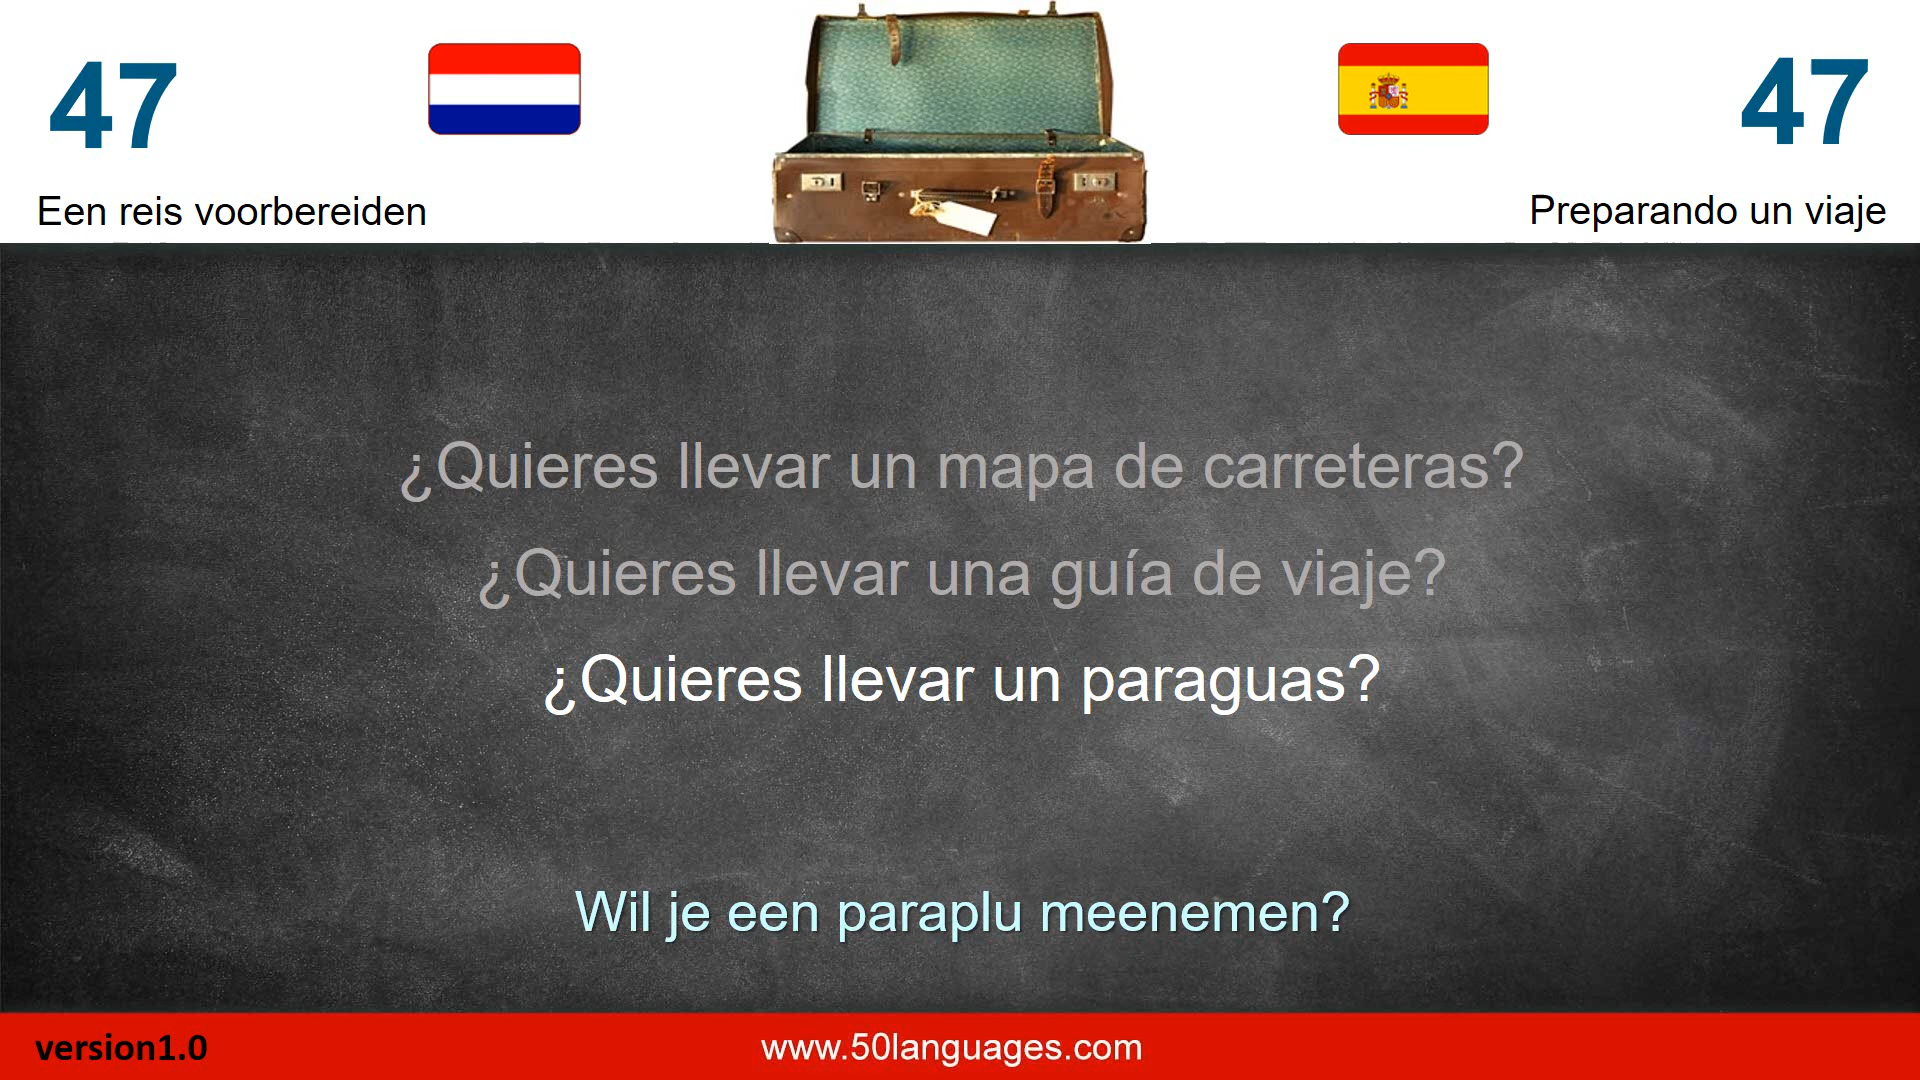 47
47
Een reis voorbereiden
Preparando un viaje
¿Quieres llevar un mapa de carreteras?
¿Quieres llevar una guía de viaje?
¿Quieres llevar un paraguas?
Wil je een paraplu meenemen?
version1.0
www.50languages.com